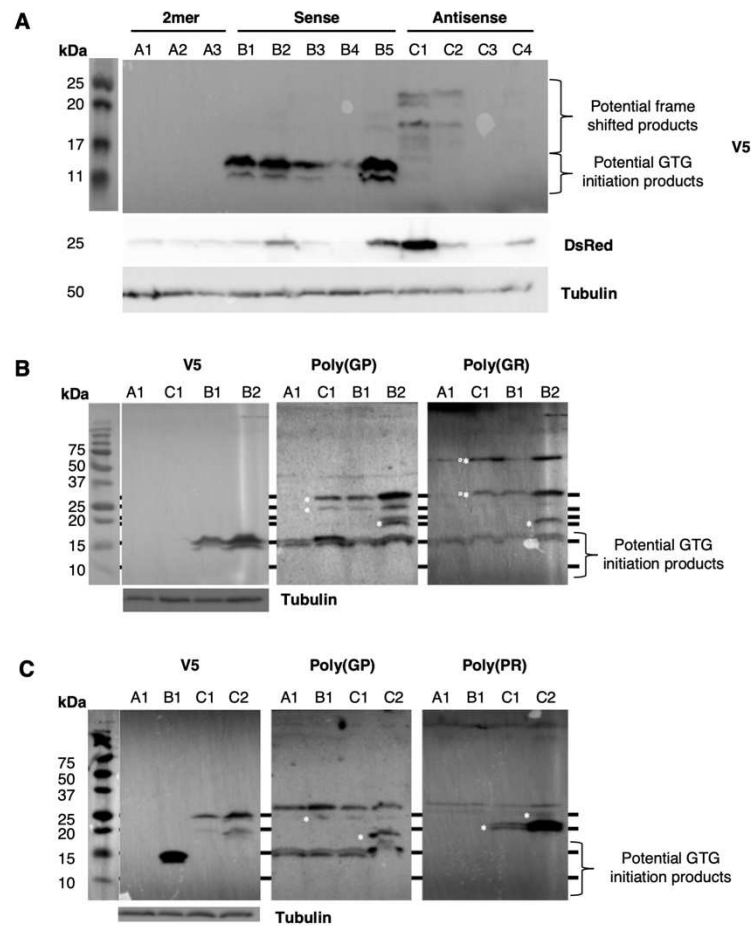 A
2mer Sense Antisense
kDa A1 A2 A3 B1 B2 B3 B4 B5 C1 C2 C3 C4
25
20
17
11
Potential frame
shifted products
Potential GTG
initiation products
V5
25 DsRed
50 Tubulin
B
V5 Poly(GP) Poly(GR)
kDa A1 C1 B1 B2 A1 C1 B1 B2 A1 C1 B1 B2
75
50
37
25
20
15
10
Potential GTG
initiation products
Tubulin
C
V5 Poly(GP) Poly(PR)
kDa A1 B1 C1 C2 A1 B1 C1 C2 A1 B1 C1 C2
75
50
37
25
20
15
10
Potential GTG
initiation products
Tubulin